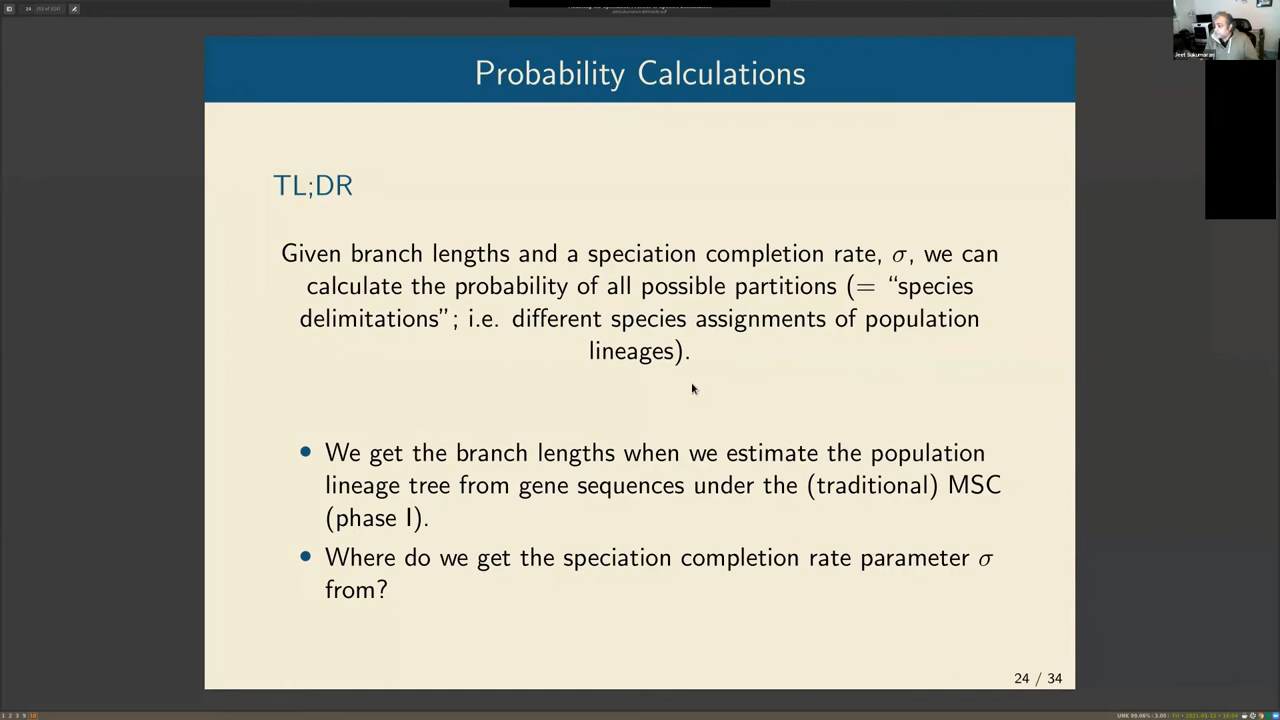 Probability Calculations
TL;DR
Given branch lengths and a speciation completion rate, σ, we can
calculate the probability of all possible partitions (= “species
delimitations”; i.e. different species assignments of population
lineages).
• We get the branch lengths when we estimate the population
lineage tree from gene sequences under the (traditional) MSC
(phase I).
• Where do we get the speciation completion rate parameter σ
from?
24 / 34
Jeet Sukumaran
24